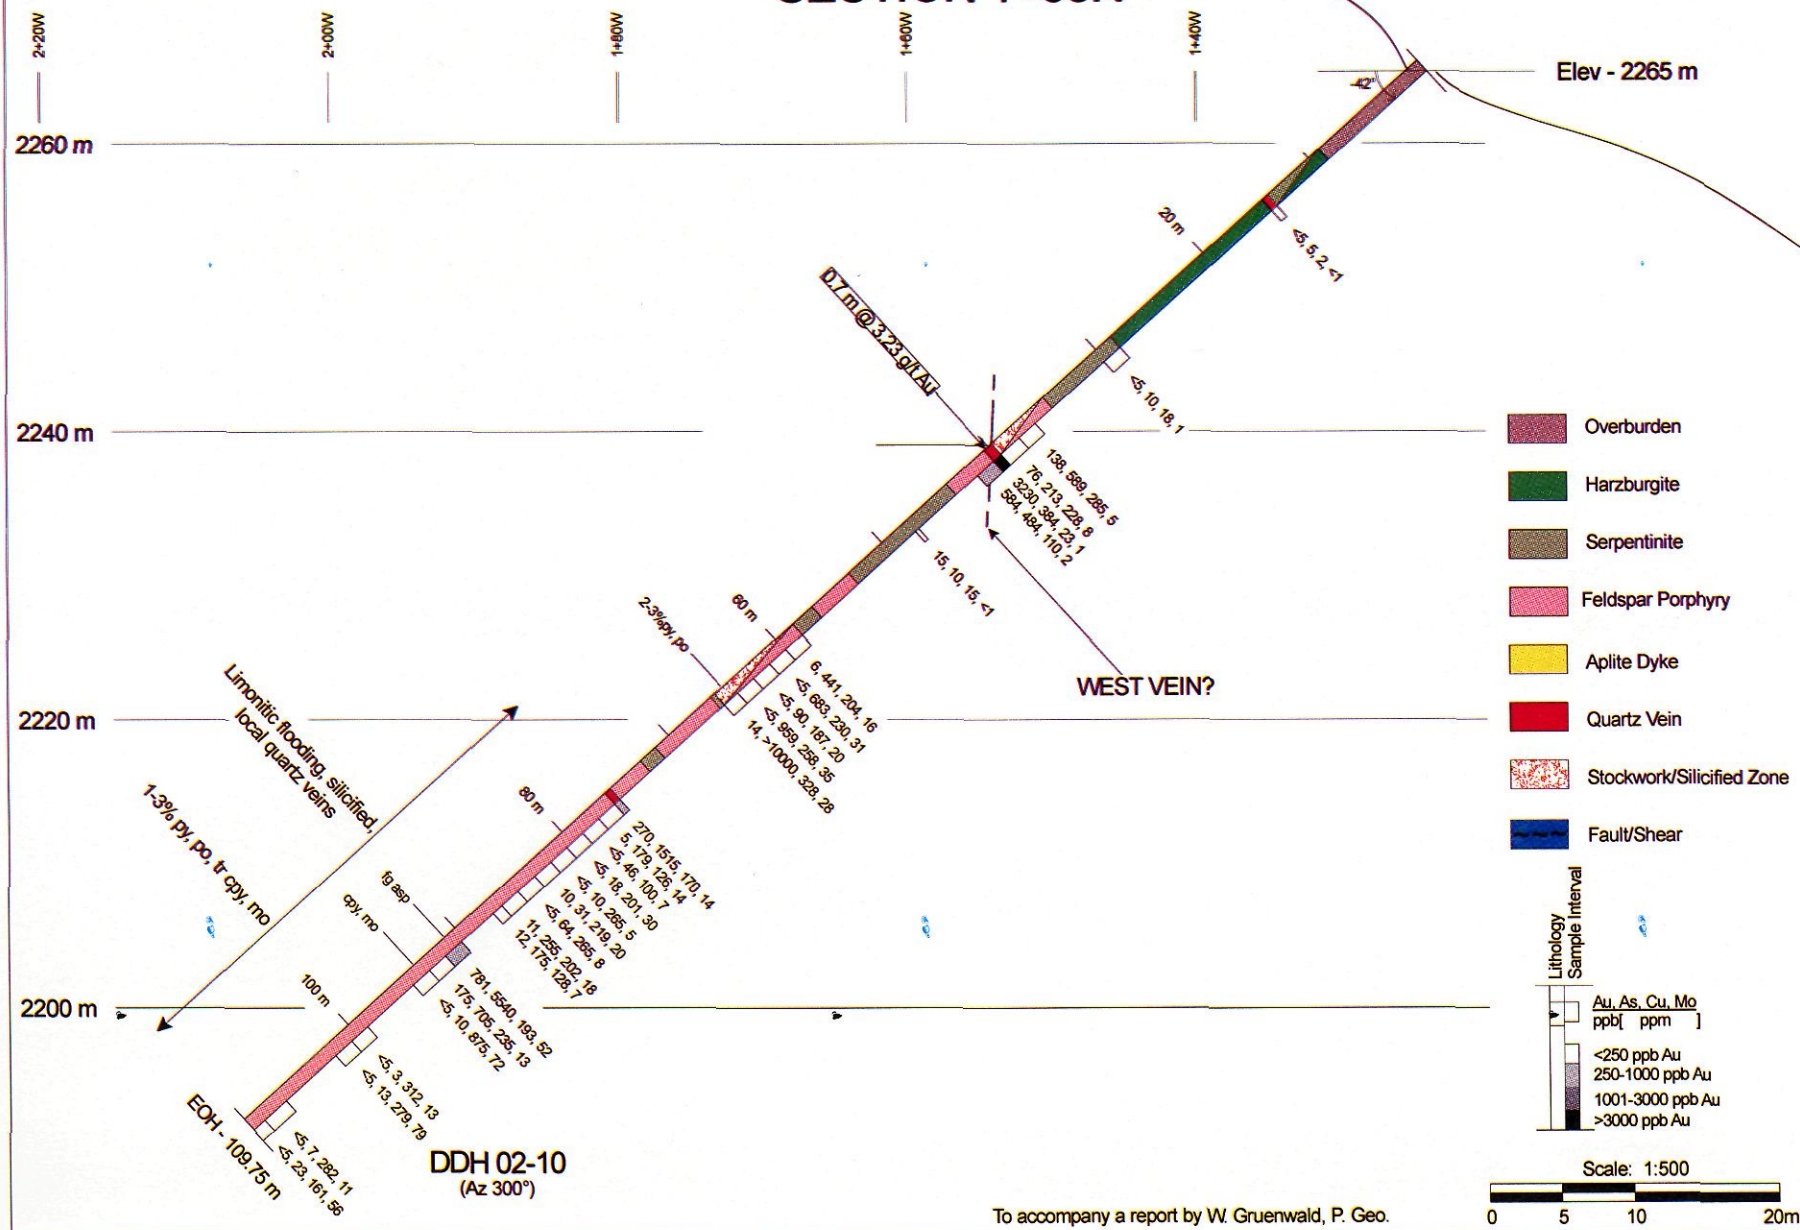 2+20W
2+00W
1+80W
1+60W
1+40W
Elev - 2265 m
-42°
2260 m
20 m
<5, 5, 2, <1
0.7 m @ 3.23 g/t Au
<5, 10, 18, 1
2240 m
138, 589, 285, 5
76, 213, 228, 8
3230, 384, 23, 1
584, 484, 110, 2
15, 10, 15, <1
WEST VEIN?
60 m
2-3%py, po
6, 441, 204, 16
<5, 683, 230, 31
<5, 90, 187, 20
<5, 959, 258, 35
14, >10000, 328, 28
2220 m
Limonitic flooding, silicified,
local quartz veins
1-3% py, po, tr cpy, mo
80 m
270, 1515, 170, 14
5, 179, 126, 14
<5, 46, 100, 7
<5, 18, 201, 30
<5, 10, 265, 5
10, 31, 219, 20
<5, 64, 265, 8
11, 255, 202, 18
12, 175, 128, 7
fg asp
cpy, mo
781, 5540, 193, 52
175, 705, 235, 13
<5, 10, 875, 72
2200 m
100 m
<5, 3, 312, 13
<5, 13, 279, 79
EOH - 109.75 m
<5, 7, 282, 11
<5, 23, 161, 56
DDH 02-10
(Az 300°)
Overburden
Harzburgite
Serpentinite
Feldspar Porphyry
Aplite Dyke
Quartz Vein
Stockwork/Silicified Zone
Fault/Shear
Lithology
Sample Interval
Au, As, Cu, Mo
ppb[ ppm ]
<250 ppb Au
250-1000 ppb Au
1001-3000 ppb Au
>3000 ppb Au
Scale: 1:500
0 5 10 20m
To accompany a report by W. Gruenwald, P. Geo.